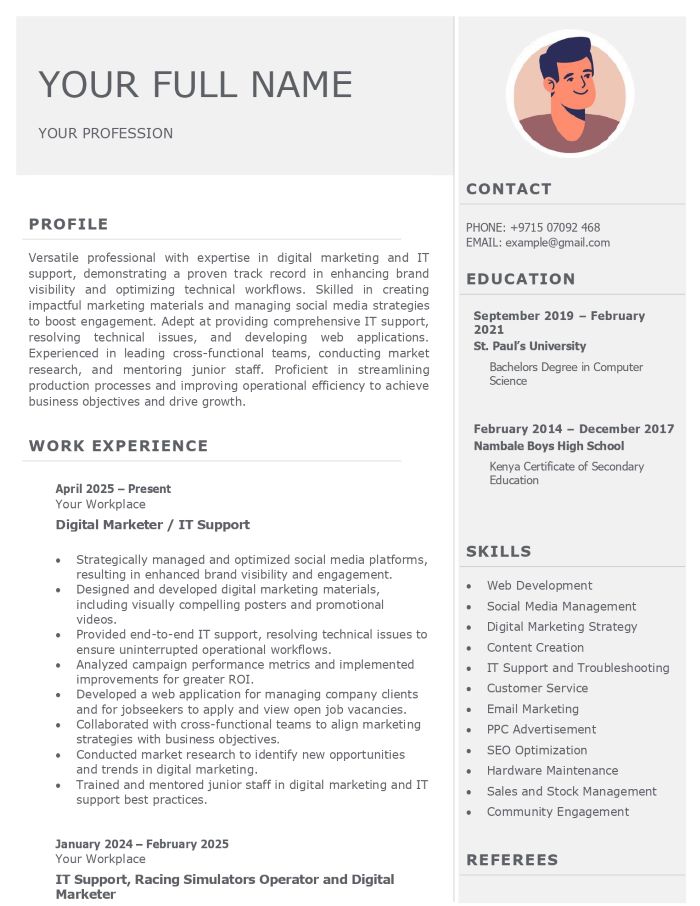 YOUR FULL NAME
YOUR PROFESSION
PROFILE
Versatile professional with expertise in digital marketing and IT
support, demonstrating a proven track record in enhancing brand
visibility and optimizing technical workflows. Skilled in creating
impactful marketing materials and managing social media strategies
to boost engagement. Adept at providing comprehensive IT support,
resolving technical issues, and developing web applications.
Experienced in leading cross-functional teams, conducting market
research, and mentoring junior staff. Proficient in streamlining
production processes and improving operational efficiency to achieve
business objectives and drive growth.
WORK EXPERIENCE
April 2025 – Present
Your Workplace
Digital Marketer / IT Support
• Strategically managed and optimized social media platforms,
resulting in enhanced brand visibility and engagement.
• Designed and developed digital marketing materials,
including visually compelling posters and promotional
videos.
• Provided end-to-end IT support, resolving technical issues to
ensure uninterrupted operational workflows.
• Analyzed campaign performance metrics and implemented
improvements for greater ROI.
• Developed a web application for managing company clients
and for jobseekers to apply and view open job vacancies.
• Collaborated with cross-functional teams to align marketing
strategies with business objectives.
• Conducted market research to identify new opportunities
and trends in digital marketing.
• Trained and mentored junior staff in digital marketing and IT
support best practices.
January 2024 – February 2025
Your Workplace
IT Support, Racing Simulators Operator and Digital
Marketer
CONTACT
PHONE: +9715 07092 468
EMAIL: example@gmail.com
EDUCATION
September 2019 – February
2021
St. Paul’s University
Bachelors Degree in Computer
Science
February 2014 – December 2017
Nambale Boys High School
Kenya Certificate of Secondary
Education
SKILLS
• Web Development
• Social Media Management
• Digital Marketing Strategy
• Content Creation
• IT Support and Troubleshooting
• Customer Service
• Email Marketing
• PPC Advertisement
• SEO Optimization
• Hardware Maintenance
• Sales and Stock Management
• Community Engagement
REFEREES